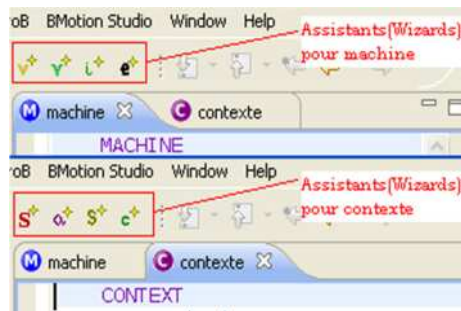 oB BMotion Studio Window Help
Assistants(Wizards)
pour machine
v i e
machine contexte
MACHINE
roB BMotion Studio Window Help
Assistants(Wizards)
pour contexte
S a S c
machine contexte
CONTEXT